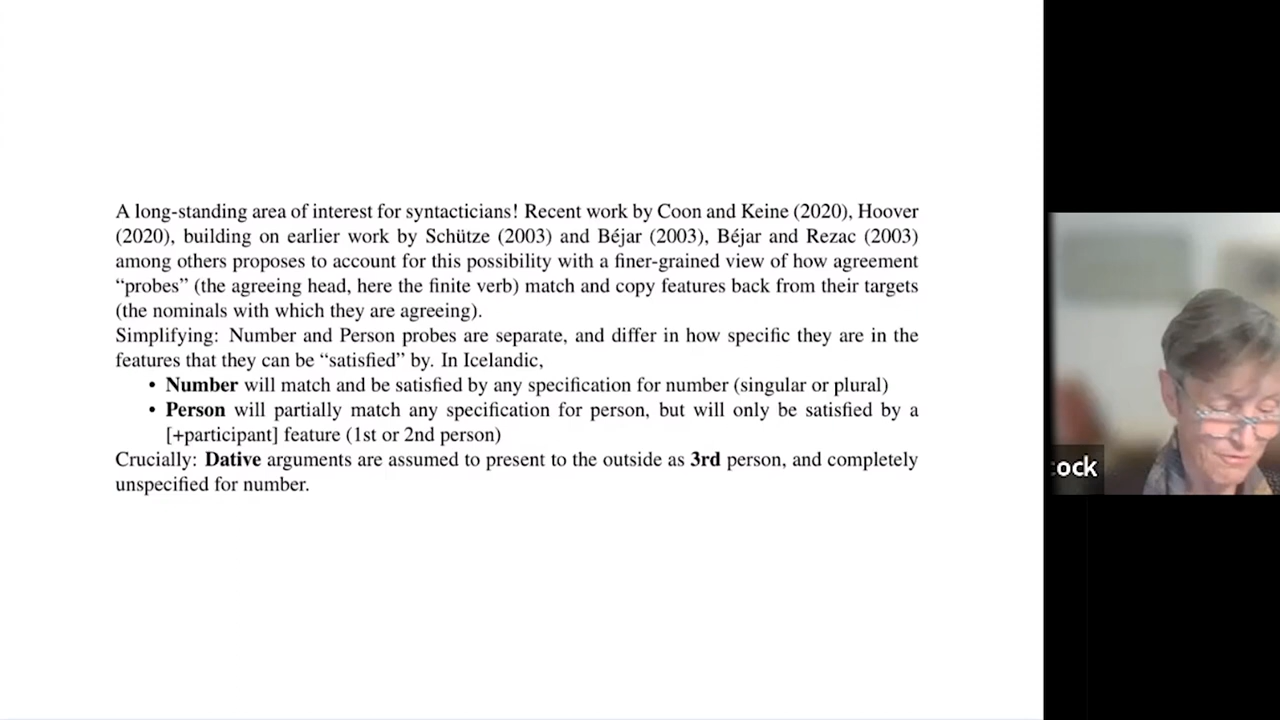 A long-standing area of interest for syntacticians! Recent work by Coon and Keine (2020), Hoover
(2020), building on earlier work by Schütze (2003) and Béjar (2003), Béjar and Rezac (2003)
among others proposes to account for this possibility with a finer-grained view of how agreement
“probes” (the agreeing head, here the finite verb) match and copy features back from their targets
(the nominals with which they are agreeing).
Simplifying: Number and Person probes are separate, and differ in how specific they are in the
features that they can be “satisfied” by. In Icelandic,
• Number will match and be satisfied by any specification for number (singular or plural)
• Person will partially match any specification for person, but will only be satisfied by a
[+participant] feature (1st or 2nd person)
Crucially: Dative arguments are assumed to present to the outside as 3rd person, and completely
unspecified for number.
ock